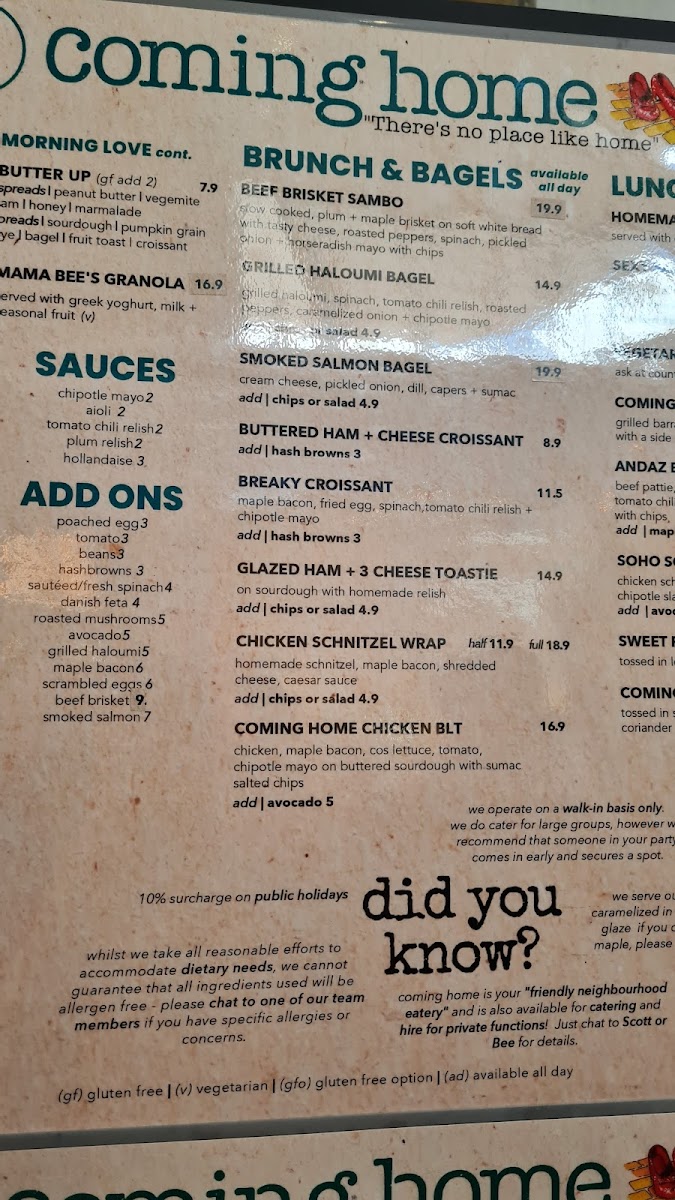 coming home
"There's no place like home"
MORNING LOVE cont.
BUTTER UP (gf add 2) 7.9
spreads | peanut butter | vegemite
jam | honey | marmalade
breads | sourdough | pumpkin grain
rye | bagel | fruit toast | croissant
MAMA BEE'S GRANOLA 16.9
served with greek yoghurt, milk +
seasonal fruit (v)
SAUCES
chipotle mayo 2
aioli 2
tomato chili relish 2
plum relish 2
hollandaise 3
ADD ONS
poached egg 3
tomato 3
beans 3
hashbrowns 3
sautéed/fresh spinach 4
danish feta 4
roasted mushrooms 5
avocado 5
grilled haloumi 5
maple bacon 6
scrambled eggs 6
beef brisket 9.
smoked salmon 7
BRUNCH & BAGELS available
all day
BEEF BRISKET SAMBO 19.9
slow cooked, plum + maple brisket on soft white bread
with tasty cheese, roasted peppers, spinach, pickled
onion + horseradish mayo with chips
GRILLED HALOUMI BAGEL 14.9
grilled haloumi, spinach, tomato chili relish, roasted
peppers, caramelized onion + chipotle mayo
salad 4.9
SMOKED SALMON BAGEL 19.9
cream cheese, pickled onion, dill, capers + sumac
add | chips or salad 4.9
BUTTERED HAM + CHEESE CROISSANT 8.9
add | hash browns 3
BREAKY CROISSANT 11.5
maple bacon, fried egg, spinach, tomato chili relish +
chipotle mayo
add | hash browns 3
GLAZED HAM + 3 CHEESE TOASTIE 14.9
on sourdough with homemade relish
add | chips or salad 4.9
CHICKEN SCHNITZEL WRAP half 11.9 full 18.9
homemade schnitzel, maple bacon, shredded
cheese, caesar sauce
add | chips or salad 4.9
COMING HOME CHICKEN BLT 16.9
chicken, maple bacon, cos lettuce, tomato,
chipotle mayo on buttered sourdough with sumac
salted chips
add | avocado 5
LUNC
HOMEMA
served with
SEX
VEGETAR
ask at coun
COMING
grilled barr
with a side
ANDAZ B
beef pattie,
tomato chil
with chips,
add | map
SOHO S
chicken sch
chipotle sla
add | avoc
SWEET
tossed in l
COMING
tossed in s
coriander
we operate on a walk-in basis only.
we do cater for large groups, however w
recommend that someone in your party
comes in early and secures a spot.
10% surcharge on public holidays
whilst we take all reasonable efforts to
accommodate dietary needs, we cannot
guarantee that all ingredients used will be
allergen free - please chat to one of our team
members if you have specific allergies or
concerns.
did you
know?
coming home is your "friendly neighbourhood
eatery" and is also available for catering and
hire for private functions! Just chat to Scott or
Bee for details.
we serve ou
caramelized in
glaze if you
maple, please
(gf) gluten free | (v) vegetarian | (gfo) gluten free option | (ad) available all day
coming home